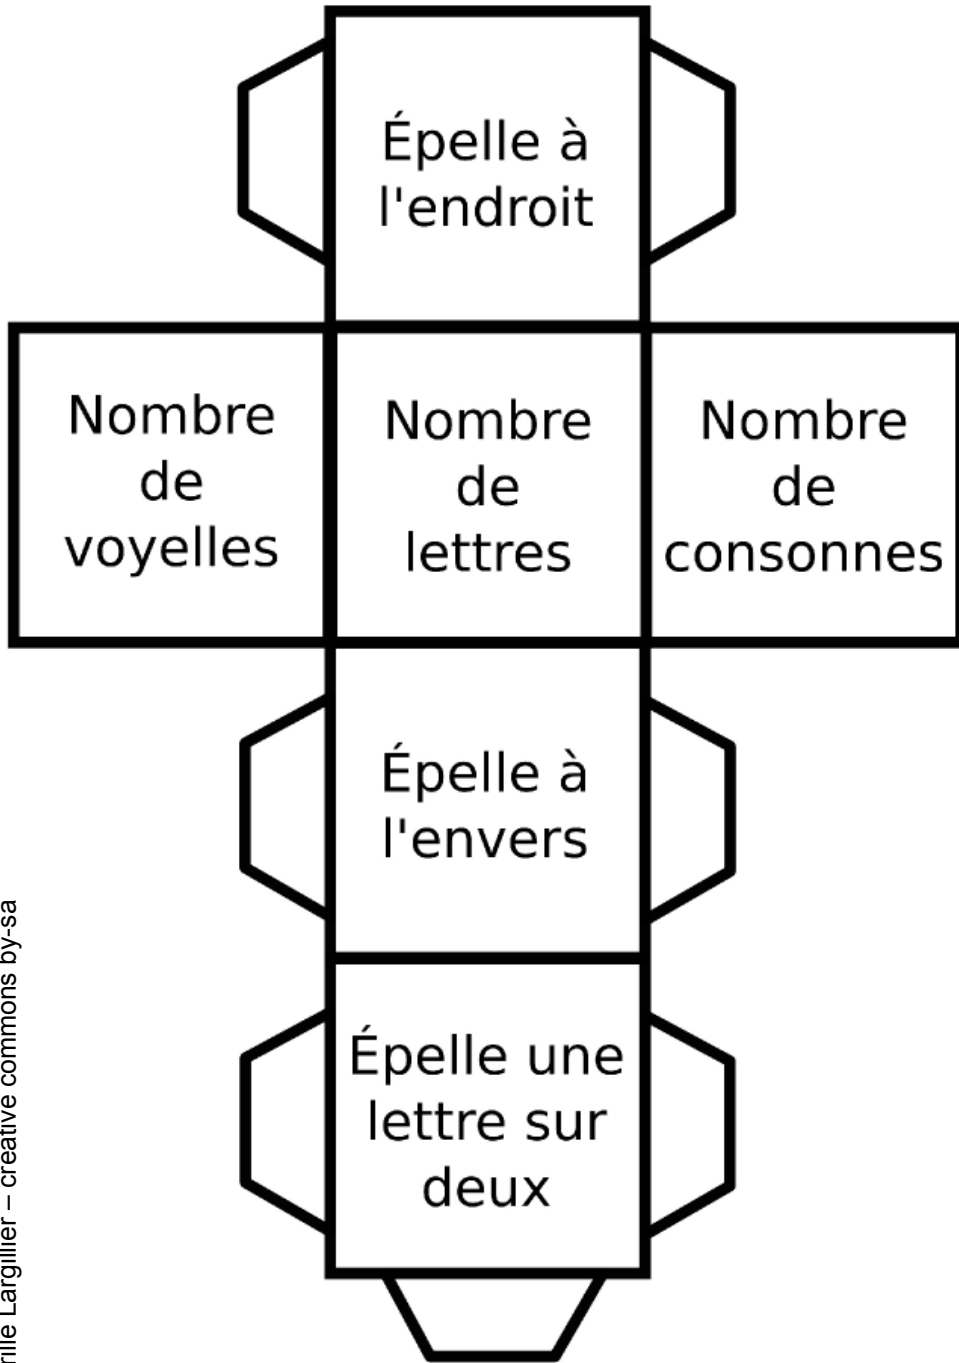 Épelle à
l'endroit
Nombre
de
voyelles
Nombre
de
lettres
Nombre
de
consonnes
Épelle à
l'envers
Épelle une
lettre sur
deux
Largillier – creative commons by-sa